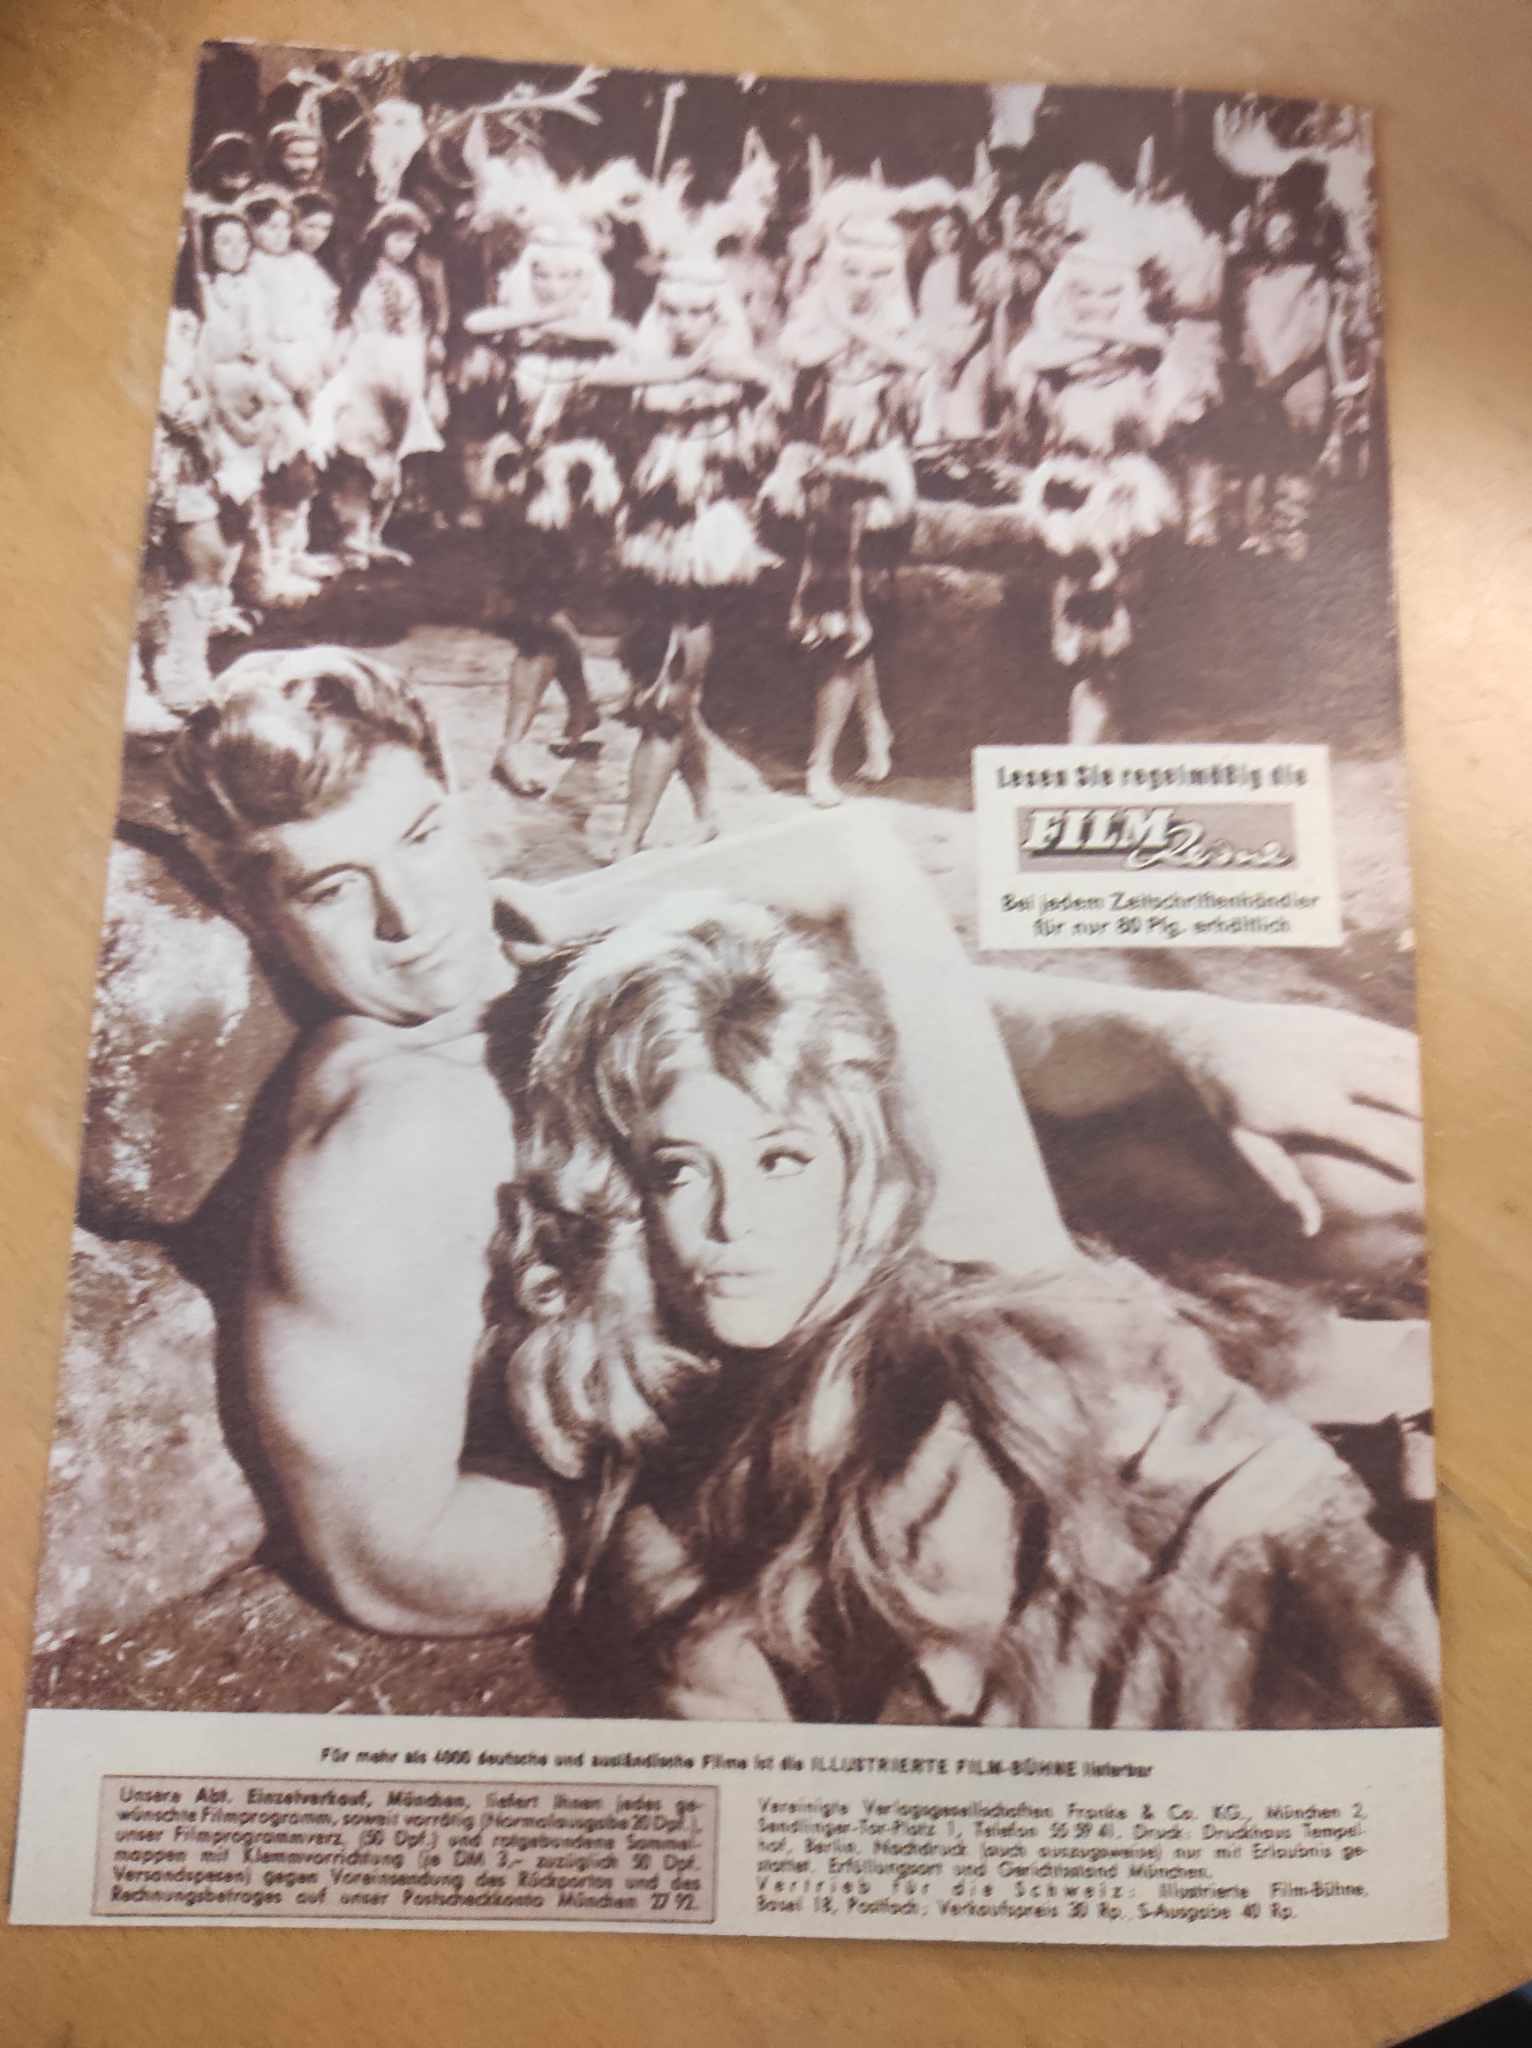 Lesen Sie regelmäßig die
FILM
Revue
Bei jedem Zeitschriftenhändler
für nur 80 Pfg. erhältlich
Für mehr als 4000 deutsche und ausländische Filme ist die ILLUSTRIERTE FILM-BÜHNE lieferbar
Unsere Abt. Einzelverkauf, München, liefert Ihnen jedes ge-
wünschte Filmprogramm, soweit vorrätig (Normalausgabe 20 Dpf.),
unser Filmprogrammverz. (50 Dpf.) und rotgebundene Sammel-
mappen mit Klemmvorrichtung (je DM 3,- zuzüglich 50 Dpf.
Versandspesen) gegen Voreinsendung des Rückportos und des
Rechnungsbetrages auf unser Postscheckkonto München 27 92.
Vereinigte Verlagsgesellschaften Franke & Co. KG., München 2,
Sendlinger-Tor-Platz 1, Telefon 55 59 41. Druck: Druckhaus Tempel-
hof, Berlin. Nachdruck (auch auszugsweise) nur mit Erlaubnis ge-
stattet. Erfüllungsort und Gerichtsstand München.
Vertrieb für die Schweiz: Illustrierte Film-Bühne,
Basel 18, Postfach; Verkaufspreis 30 Rp., S-Ausgabe 40 Rp.